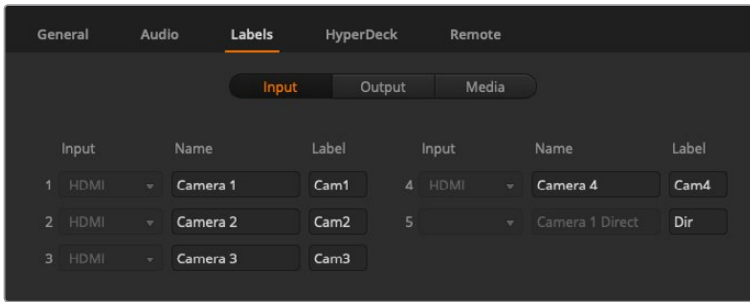 General Audio Labels HyperDeck Remote
Input Output Media
Input Name Label Input Name Label
1 HDMI Camera 1 Cam1 4 HDMI Camera 4 Cam4
2 HDMI Camera 2 Cam2 5 Camera 1 Direct Dir
3 HDMI Camera 3 Cam3